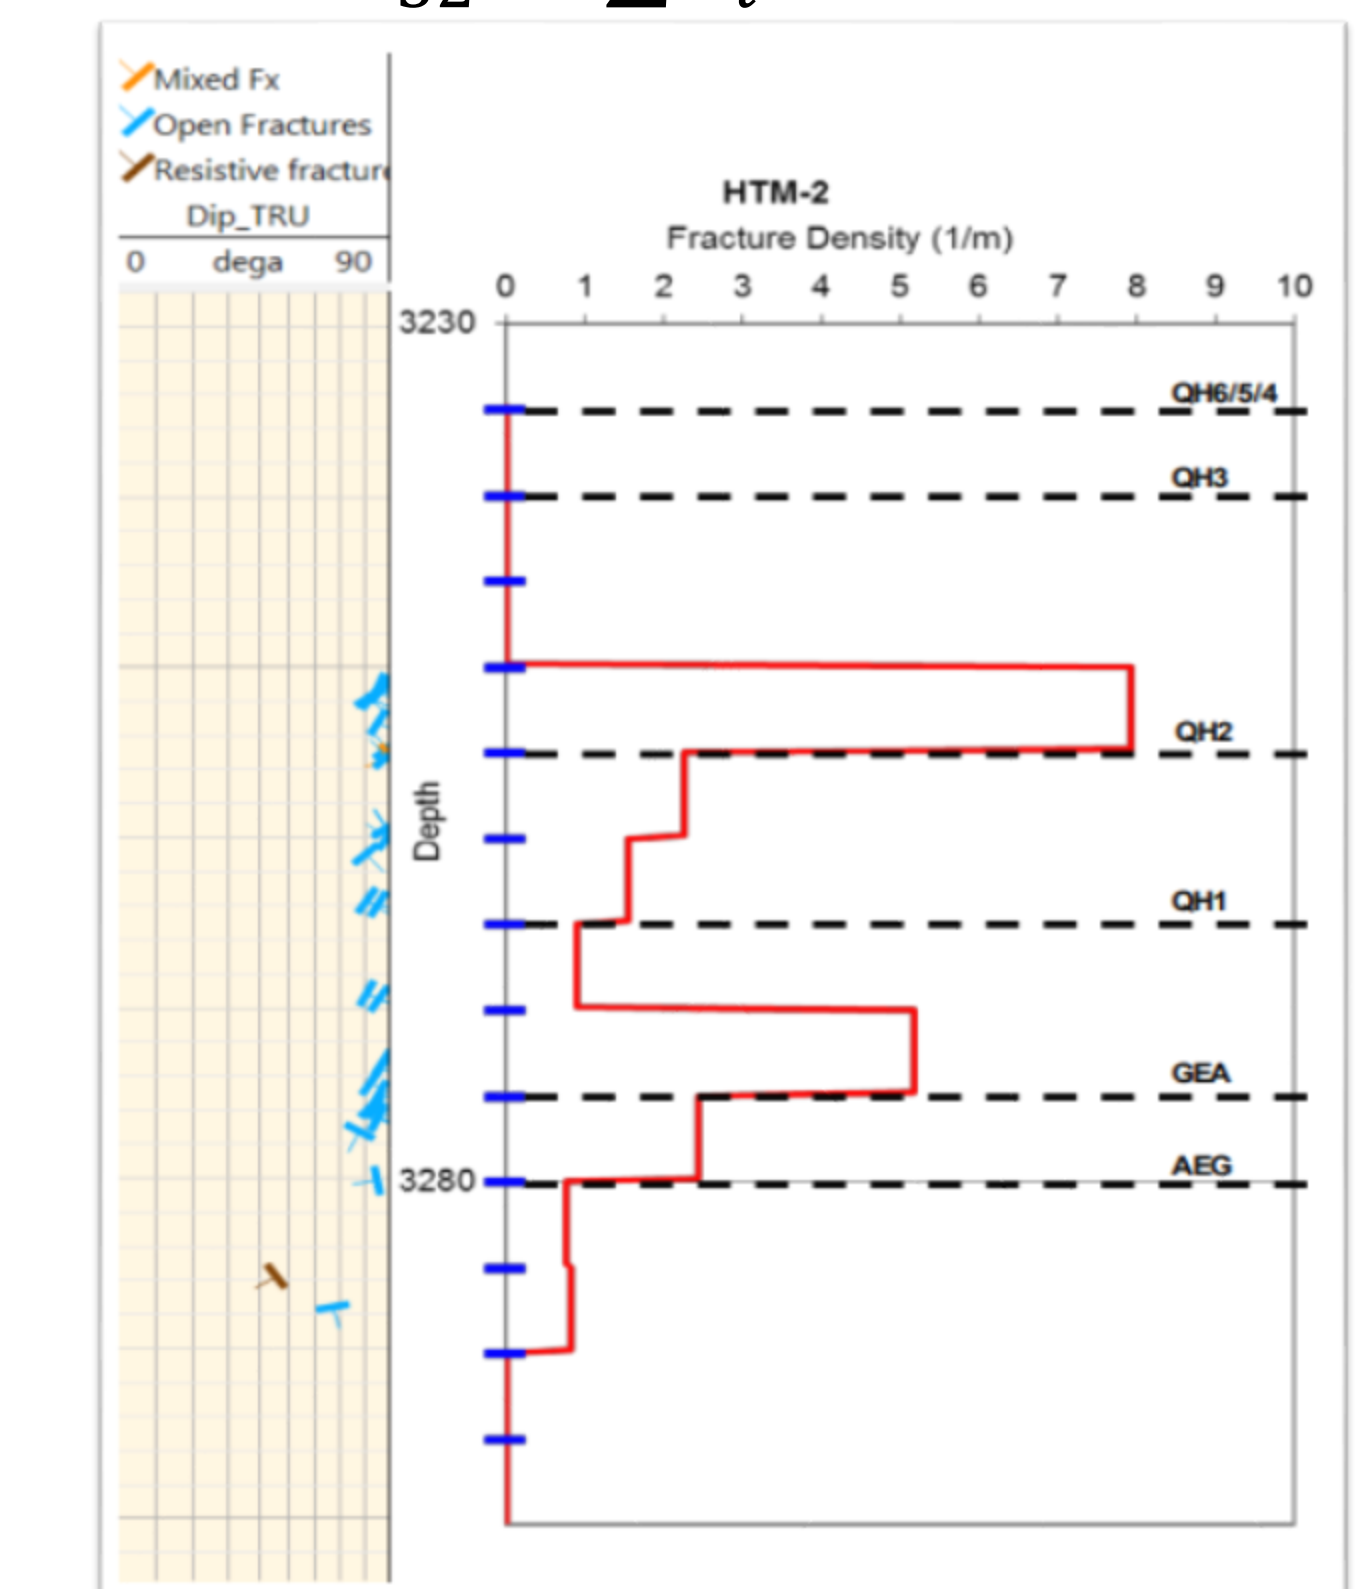 Mixed Fx
Open Fractures
Resistive fracture
Dip_TRU
0 dega 90
HTM-2
Fracture Density (1/m)
0 1 2 3 4 5 6 7 8 9 10
3230
QH6/5/4
QH3
QH2
Depth
QH1
GEA
3280
AEG